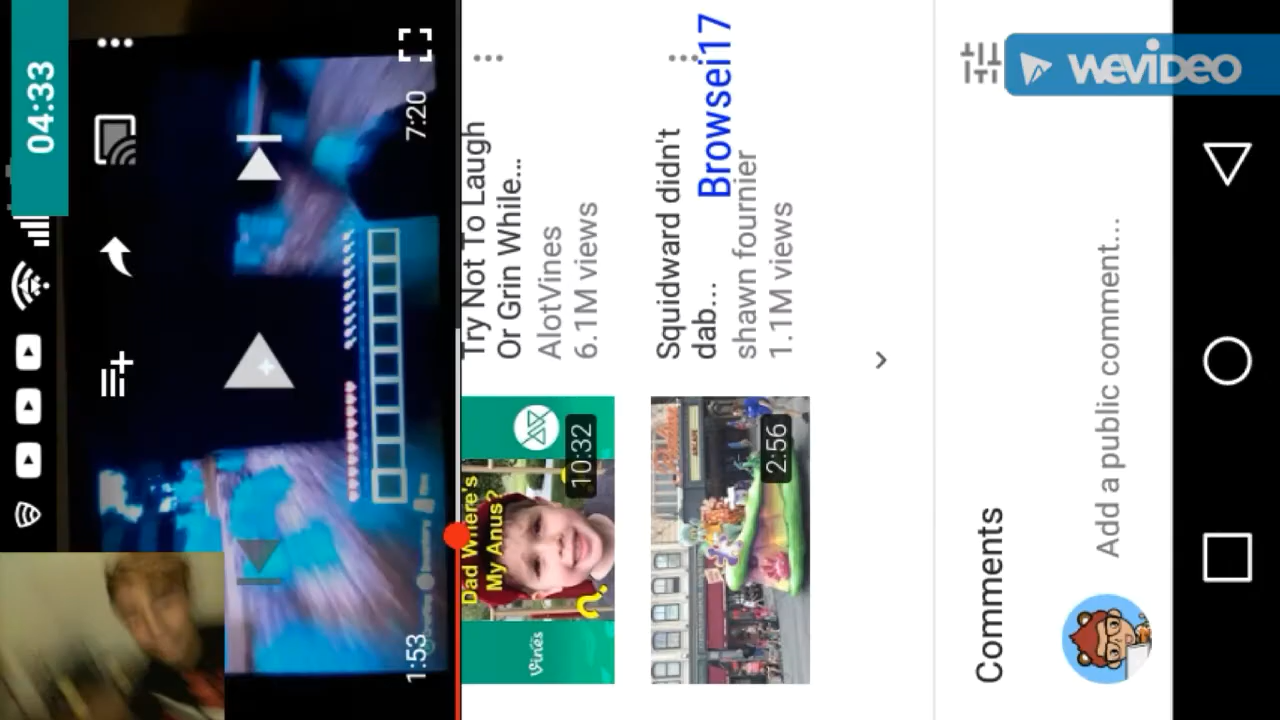 04:33
7:20
1:53
Try Not To Laugh
Or Grin While...
AlotVines
6.1M views
10:32
Dad Where's
My Anus?
Vines
Squidward didn't
dab...
shawn fournier
1.1M views
2:56
Browsei17
Comments
Add a public comment...
WEVIDEO